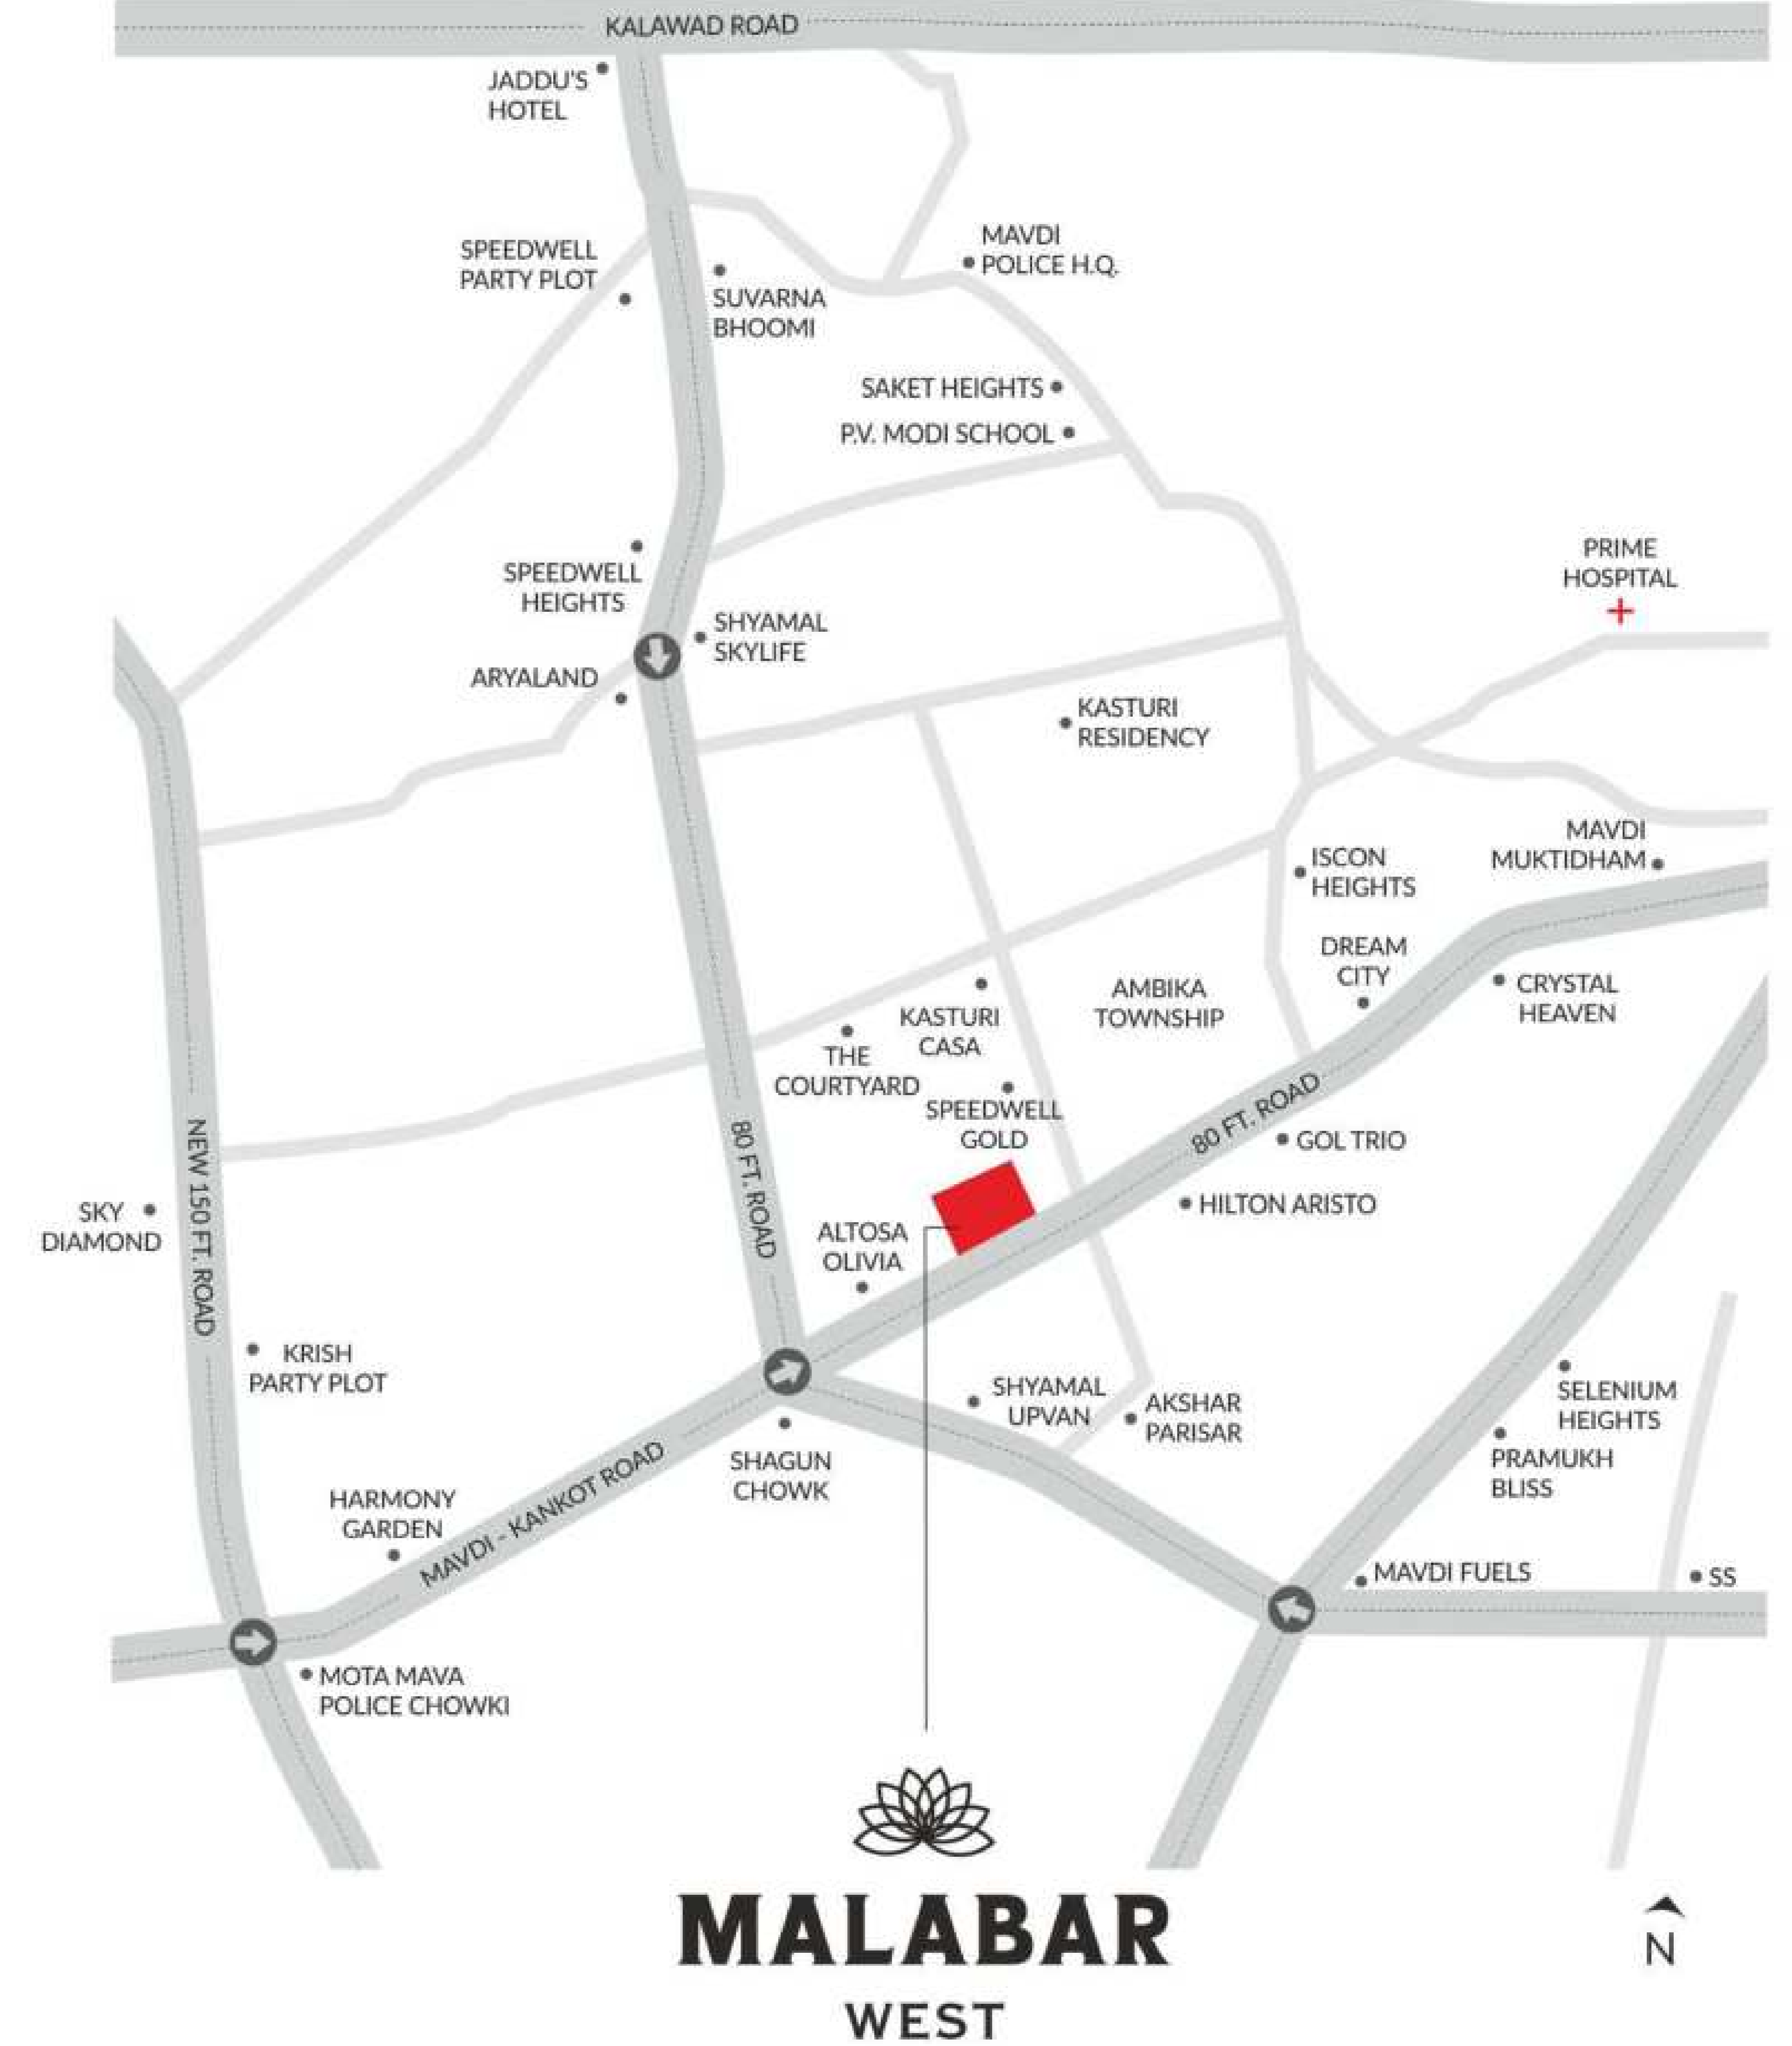 KALAWAD ROAD
JADDU'S
HOTEL
SPEEDWELL
PARTY PLOT
SUVARNA
BHOOMI
MAVDI
POLICE H.Q.
SAKET HEIGHTS
P.V. MODI SCHOOL
SPEEDWELL
HEIGHTS
SHYAMAL
SKYLIFE
ARYALAND
PRIME
HOSPITAL
KASTURI
RESIDENCY
MAVDI
MUKTIDHAM
ISCON
HEIGHTS
DREAM
CITY
CRYSTAL
HEAVEN
AMBIKA
TOWNSHIP
KASTURI
CASA
THE
COURTYARD
SPEEDWELL
GOLD
80 FT. ROAD
GOL TRIO
HILTON ARISTO
NEW 150 FT. ROAD
80 FT. ROAD
SKY
DIAMOND
ALTOSA
OLIVIA
KRISH
PARTY PLOT
SHYAMAL
UPVAN
AKSHAR
PARISAR
SELENIUM
HEIGHTS
PRAMUKH
BLISS
SHAGUN
CHOWK
HARMONY
GARDEN
MAVDI - KANKOT ROAD
MAVDI FUELS
SS
MOTA MAVA
POLICE CHOWKI
MALABAR
WEST
N